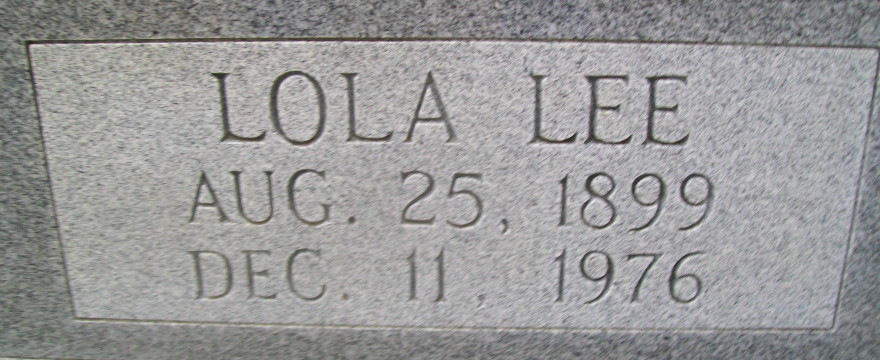 LOLA LEE
AUG. 25, 1899
DEC. 11, 1976